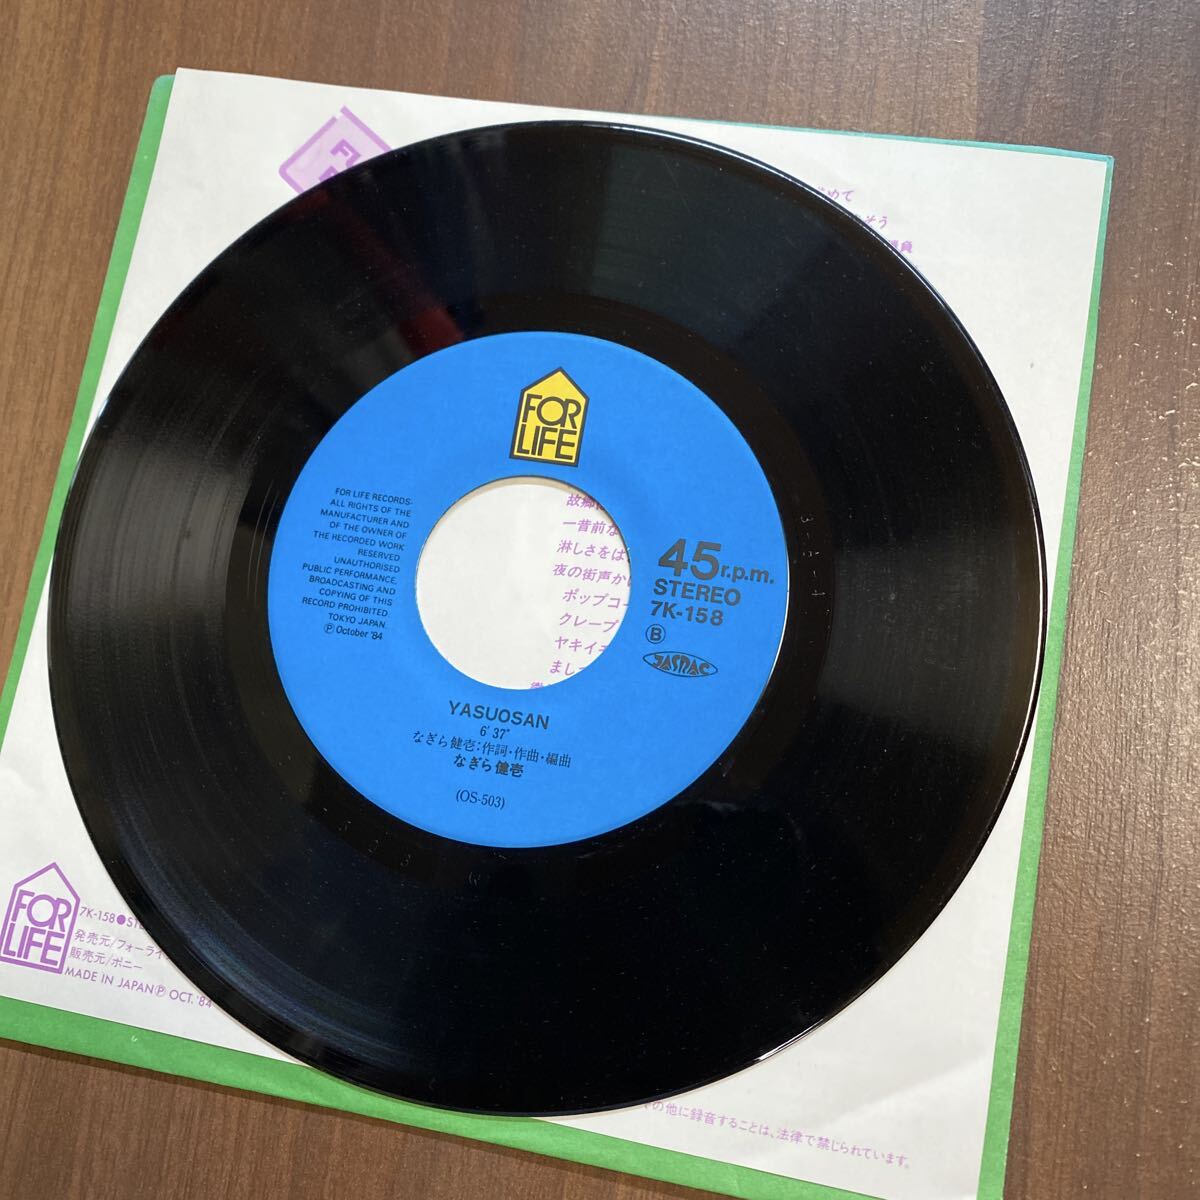 めて
そう
FOR
LIFE
FOR LIFE RECORDS-
ALL RIGHTS OF THE
MANUFACTURER AND
OF THE OWNER OF
THE RECORDED WORK
RESERVED.
UNAUTHORISED
PUBLIC PERFORMANCE,
BROADCASTING AND
COPYING OF THIS
RECORD PROHIBITED.
TOKYO JAPAN.
Ⓟ October '84
故郷
一昔前な
淋しさをは
夜の街声か
ポップコー
クレープ
ヤキイモ
まし
45r.p.m.
STEREO
7K-158
Ⓑ
JASRAC
YASUOSAN
6'37"
なぎら健壱:作詞・作曲・編曲
なぎら健壱
(OS-503)
FOR
LIFE
7K-158●STE
発売元/フォーライ
販売元/ポニー
MADE IN JAPANⓅ OCT. '84
の他に録音することは、法律で禁じられています。